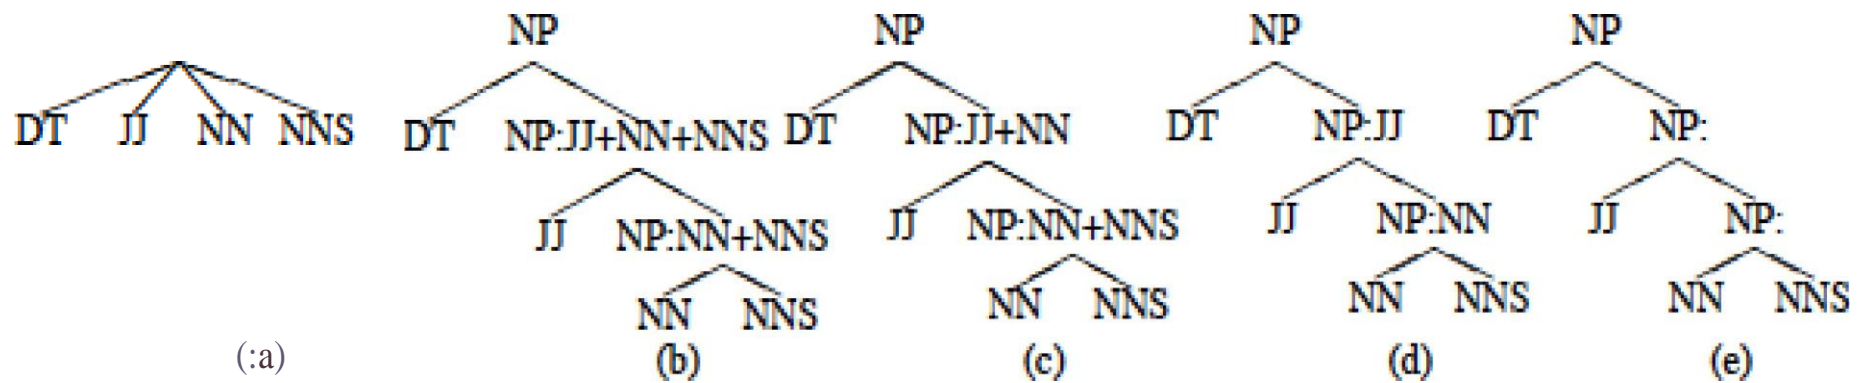 NP NP NP NP
DT JJ NN NNS DT NP:JJ+NN+NNS DT NP:JJ+NN DT NP:JJ DT NP:
JJ NP:NN+NNS JJ NP:NN+NNS JJ NP:NN JJ NP:
NN NNS NN NNS NN NNS NN NNS
(:a) (b) (c) (d) (e)